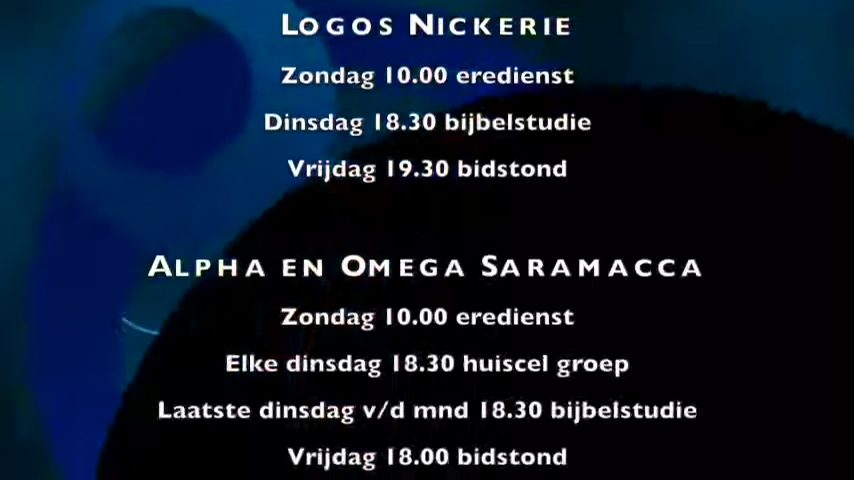 LOGOS NICKERIE
Zondag 10.00 eredienst
Dinsdag 18.30 bijbelstudie
Vrijdag 19.30 bidstond
ALPHA EN OMEGA SARAMACCA
Zondag 10.00 eredienst
Elke dinsdag 18.30 huiscel groep
Laatste dinsdag v/d mnd 18.30 bijbelstudie
Vrijdag 18.00 bidstond